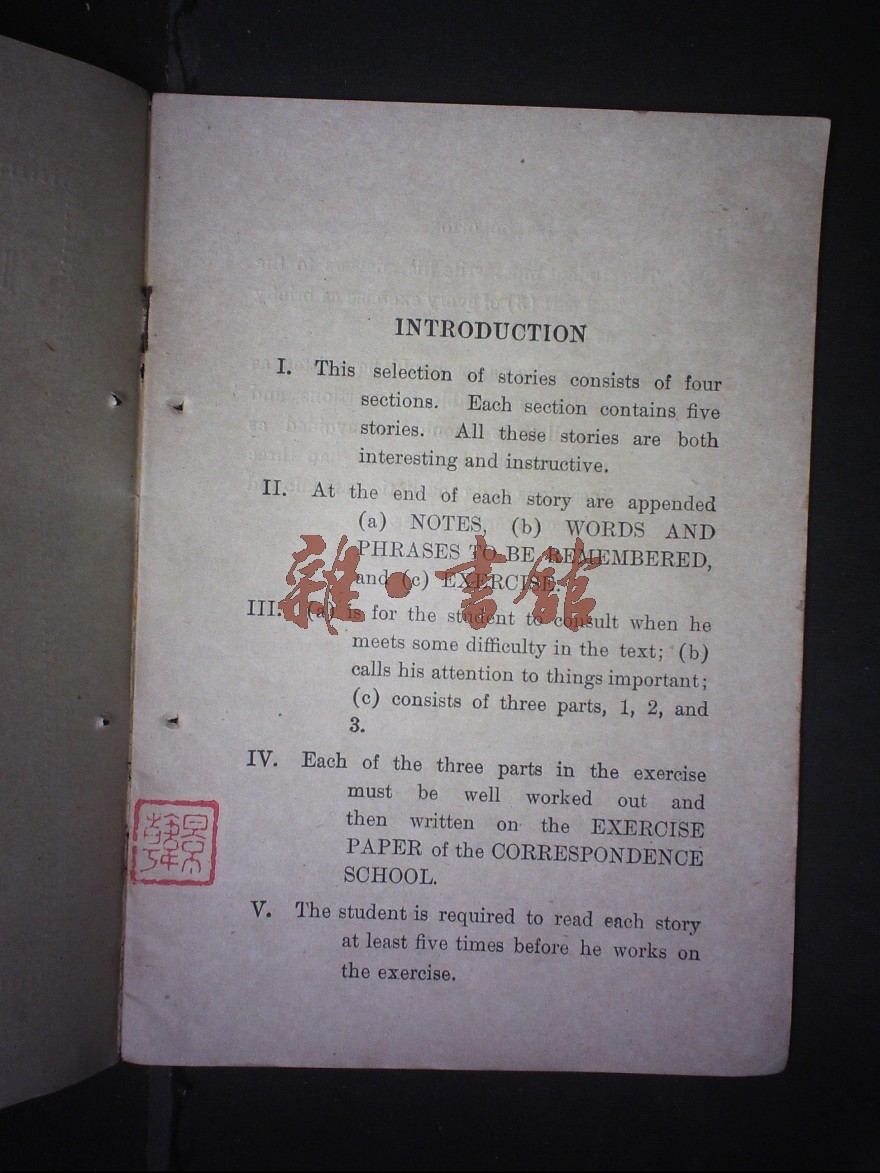 INTRODUCTION
I. This selection of stories consists of four
sections. Each section contains five
stories. All these stories are both
interesting and instructive.
II. At the end of each story are appended
(a) NOTES, (b) WORDS AND
PHRASES TO BE REMEMBERED,
and (c) EXERCISE.
III. (a) is for the student to consult when he
meets some difficulty in the text; (b)
calls his attention to things important;
(c) consists of three parts, 1, 2, and
3.
IV. Each of the three parts in the exercise
must be well worked out and
then written on the EXERCISE
PAPER of the CORRESPONDENCE
SCHOOL.
V. The student is required to read each story
at least five times before he works on
the exercise.
雜·書館